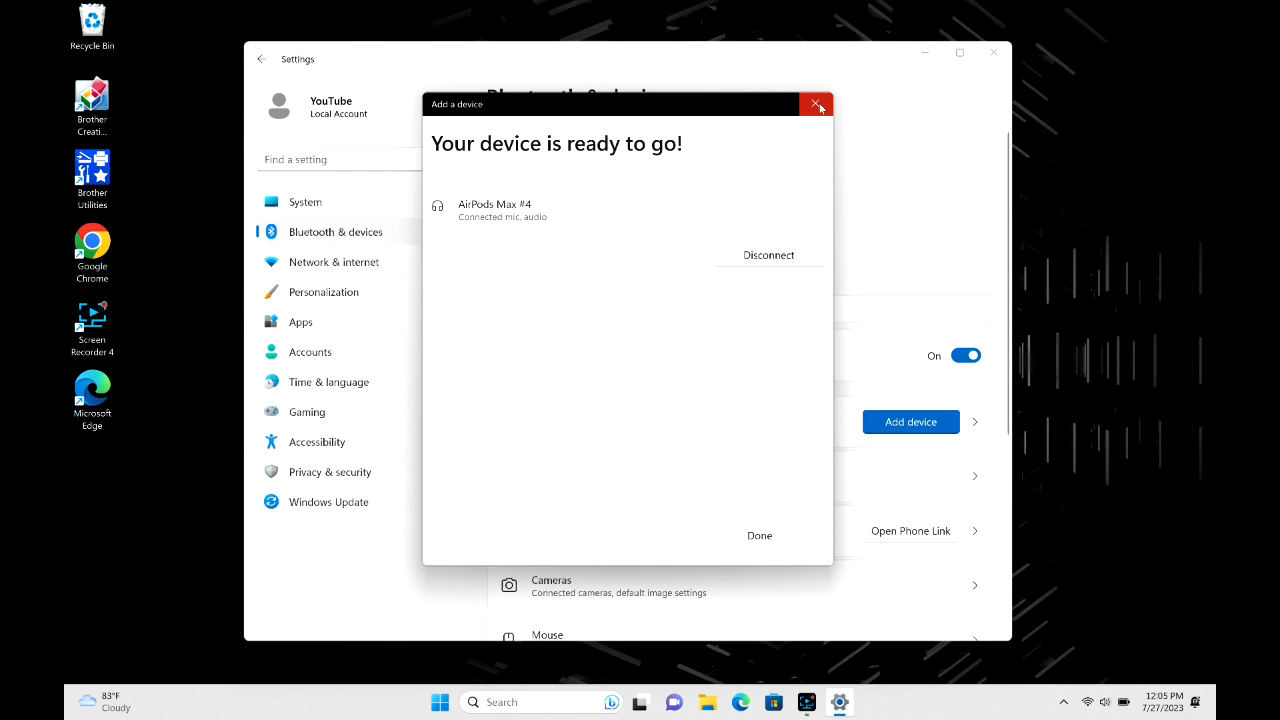 Recycle Bin
Brother
Creati...
Brother
Utilities
Google
Chrome
Screen
Recorder 4
Microsoft
Edge
Settings
YouTube
Local Account
Find a setting
System
Bluetooth & devices
Network & internet
Personalization
Apps
Accounts
Time & language
Gaming
Accessibility
Privacy & security
Windows Update
Add a device
Your device is ready to go!
AirPods Max #4
Connected mic, audio
Disconnect
Done
On
Add device
Open Phone Link
Cameras
Connected cameras, default image settings
Mouse
83°F
Cloudy
Search
12:05 PM
7/27/2023